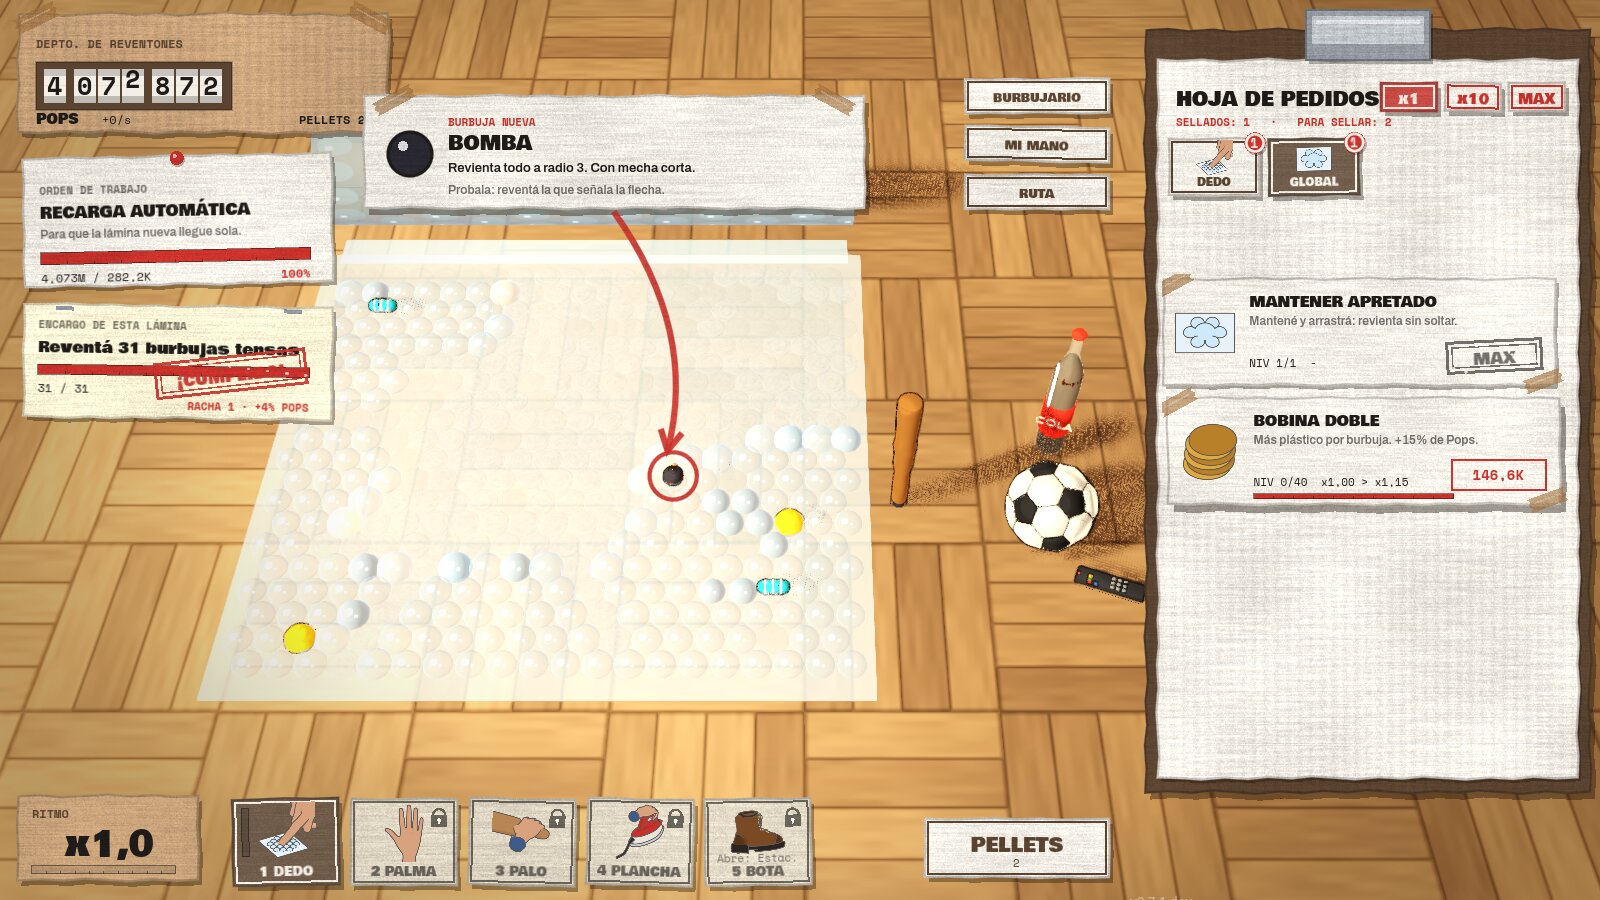 DEPTO. DE REVENTONES
4 072 872
POPS +0/s PELLETS 2
ORDEN DE TRABAJO
RECARGA AUTOMÁTICA
Para que la lámina nueva llegue sola.
4.073M / 282.2K 100%
ENCARGO DE ESTA LÁMINA
Reventá 31 burbujas tensas
31 / 31
RACHA 1 · +4% POPS
BURBUJA NUEVA
BOMBA
Revienta todo a radio 3. Con mecha corta.
Probala: reventá la que señala la flecha.
BURBUJARIO
MI MANO
RUTA
HOJA DE PEDIDOS
x1
x10
MAX
SELLADOS: 1 · PARA SELLAR: 2
DEDO
1
GLOBAL
1
MANTENER APRETADO
Mantené y arrastrá: revienta sin soltar.
NIV 1/1 -
MAX
BOBINA DOBLE
Más plástico por burbuja. +15% de Pops.
NIV 0/40 x1,00 > x1,15
146,6K
COLA
RITMO
x1,0
1 DEDO
2 PALMA
3 PALO
4 PLANCHA
Abre: Estac.
5 BOTA
PELLETS
2